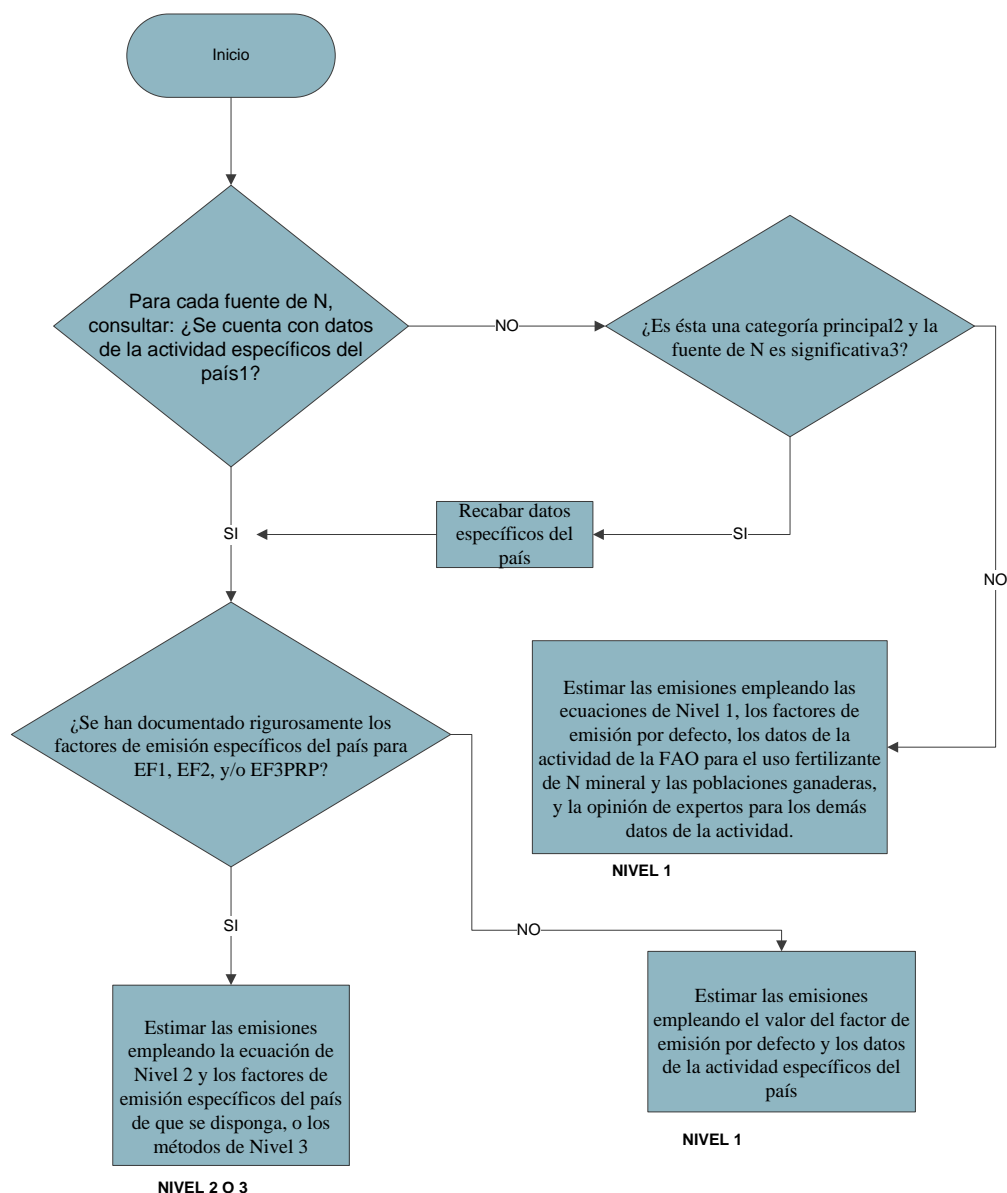 Inicio
Para cada fuente de N,
consultar: ¿Se cuenta con datos
de la actividad específicos del
país1?
NO
¿Es ésta una categoría principal2 y la
fuente de N es significativa3?
SI
Recabar datos
específicos del
país
SI
NO
¿Se han documentado rigurosamente los
factores de emisión específicos del país para
EF1, EF2, y/o EF3PRP?
Estimar las emisiones empleando las
ecuaciones de Nivel 1, los factores de
emisión por defecto, los datos de la
actividad de la FAO para el uso fertilizante
de N mineral y las poblaciones ganaderas,
y la opinión de expertos para los demás
datos de la actividad.
NIVEL 1
SI
NO
Estimar las emisiones
empleando la ecuación de
Nivel 2 y los factores de
emisión específicos del país
de que se disponga, o los
métodos de Nivel 3
NIVEL 2 O 3
Estimar las emisiones
empleando el valor del factor de
emisión por defecto y los datos
de la actividad específicos del
país
NIVEL 1